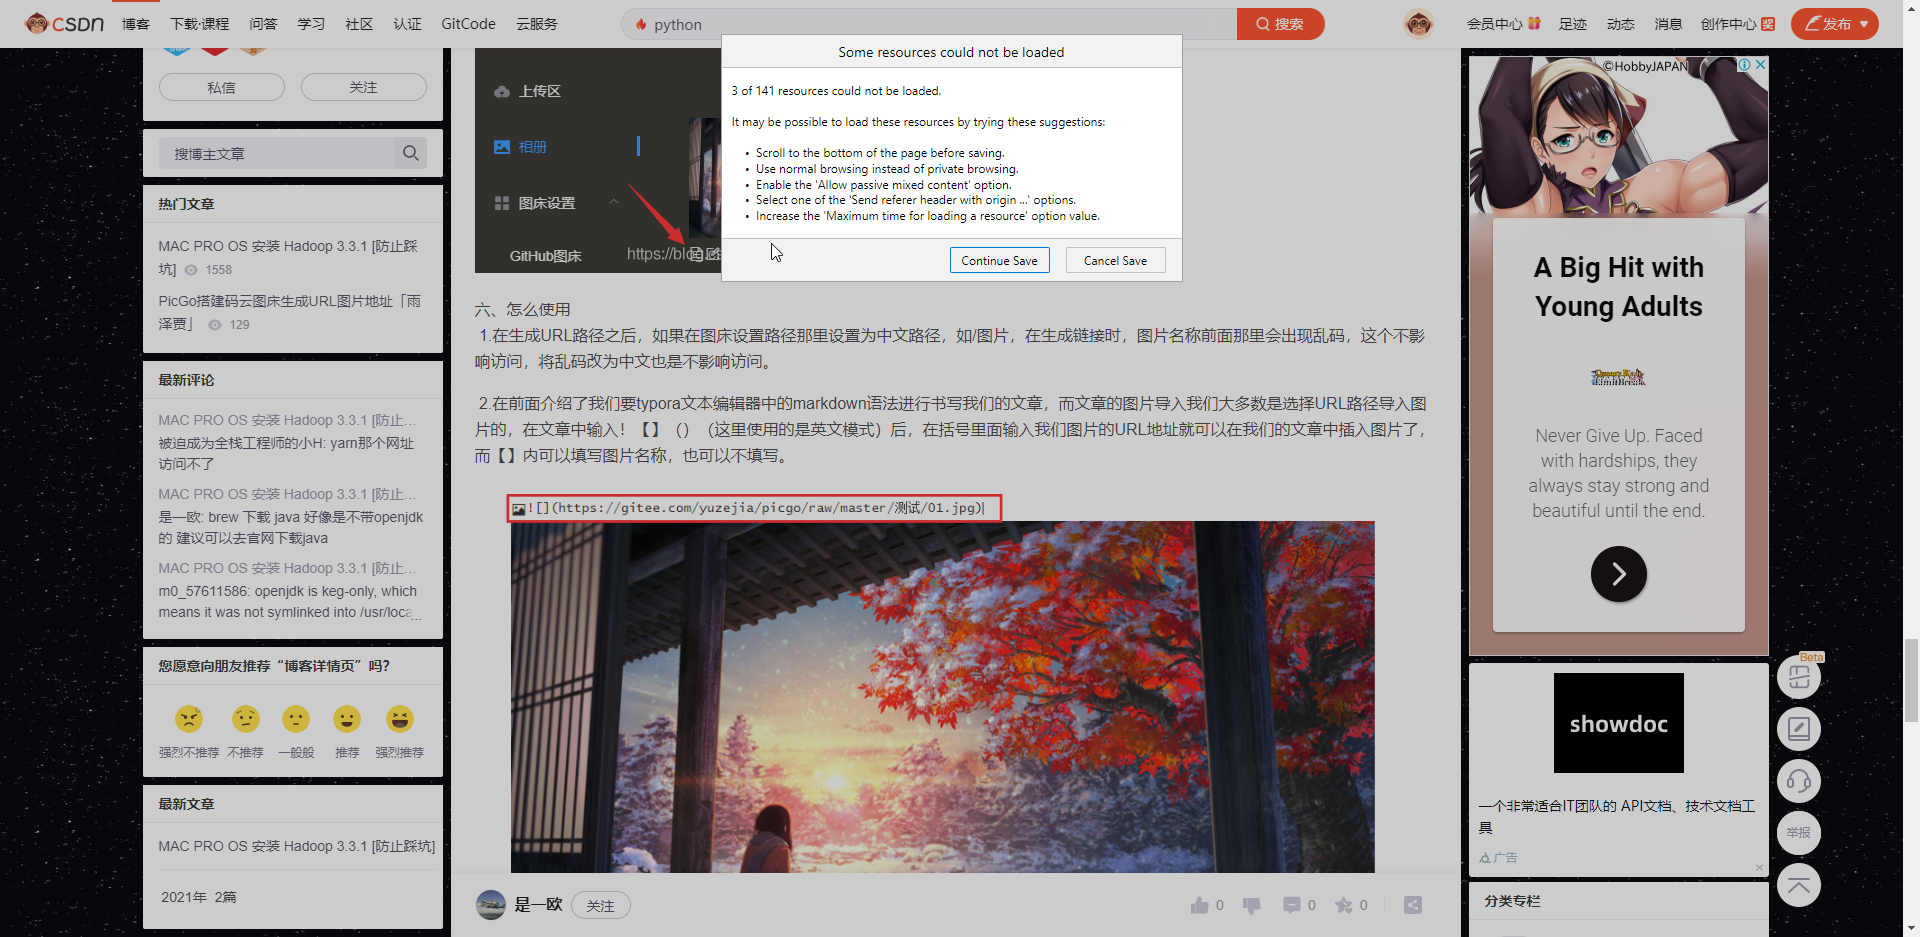 CSDN 博客 下载·课程 问答 学习 社区 认证 GitCode 云服务 python 搜索 会员中心 足迹 动态 消息 创作中心 奖 发布
私信 关注
搜博主文章
热门文章
MAC PRO OS 安装 Hadoop 3.3.1 [防止踩
坑] 1558
PicGo搭建码云图床生成URL图片地址「雨
泽贾」 129
最新评论
MAC PRO OS 安装 Hadoop 3.3.1 [防止...
被迫成为全栈工程师的小H: yarn那个网址
访问不了
MAC PRO OS 安装 Hadoop 3.3.1 [防止...
是一欧: brew 下载 java 好像是不带openjdk
的 建议可以去官网下载java
MAC PRO OS 安装 Hadoop 3.3.1 [防止...
m0_57611586: openjdk is keg-only, which
means it was not symlinked into /usr/loca...
您愿意向朋友推荐“博客详情页”吗？
强烈不推荐 不推荐 一般般 推荐 强烈推荐
最新文章
MAC PRO OS 安装 Hadoop 3.3.1 [防止踩坑]
2021年 2篇
上传区
相册
图床设置
GitHub图床
https://blog
Some resources could not be loaded
3 of 141 resources could not be loaded.
It may be possible to load these resources by trying these suggestions:
• Scroll to the bottom of the page before saving.
• Use normal browsing instead of private browsing.
• Enable the 'Allow passive mixed content' option.
• Select one of the 'Send referer header with origin ...' options.
• Increase the 'Maximum time for loading a resource' option value.
Continue Save Cancel Save
六、怎么使用
1.在生成URL路径之后，如果在图床设置路径那里设置为中文路径，如/图片，在生成链接时，图片名称前面那里会出现乱码，这个不影
响访问，将乱码改为中文也是不影响访问。
2.在前面介绍了我们要typora文本编辑器中的markdown语法进行书写我们的文章，而文章的图片导入我们大多数是选择URL路径导入图
片的，在文章中输入！【】（）（这里使用的是英文模式）后，在括号里面输入我们图片的URL地址就可以在我们的文章中插入图片了，
而【】内可以填写图片名称，也可以不填写。
![](https://gitee.com/yuzejia/picgo/raw/master/测试/01.jpg)
是一欧 关注 0 0 0
©HobbyJAPAN
A Big Hit with
Young Adults
Never Give Up. Faced
with hardships, they
always stay strong and
beautiful until the end.
showdoc
一个非常适合IT团队的 API文档、技术文档工
具
广告
分类专栏
Beta
举报